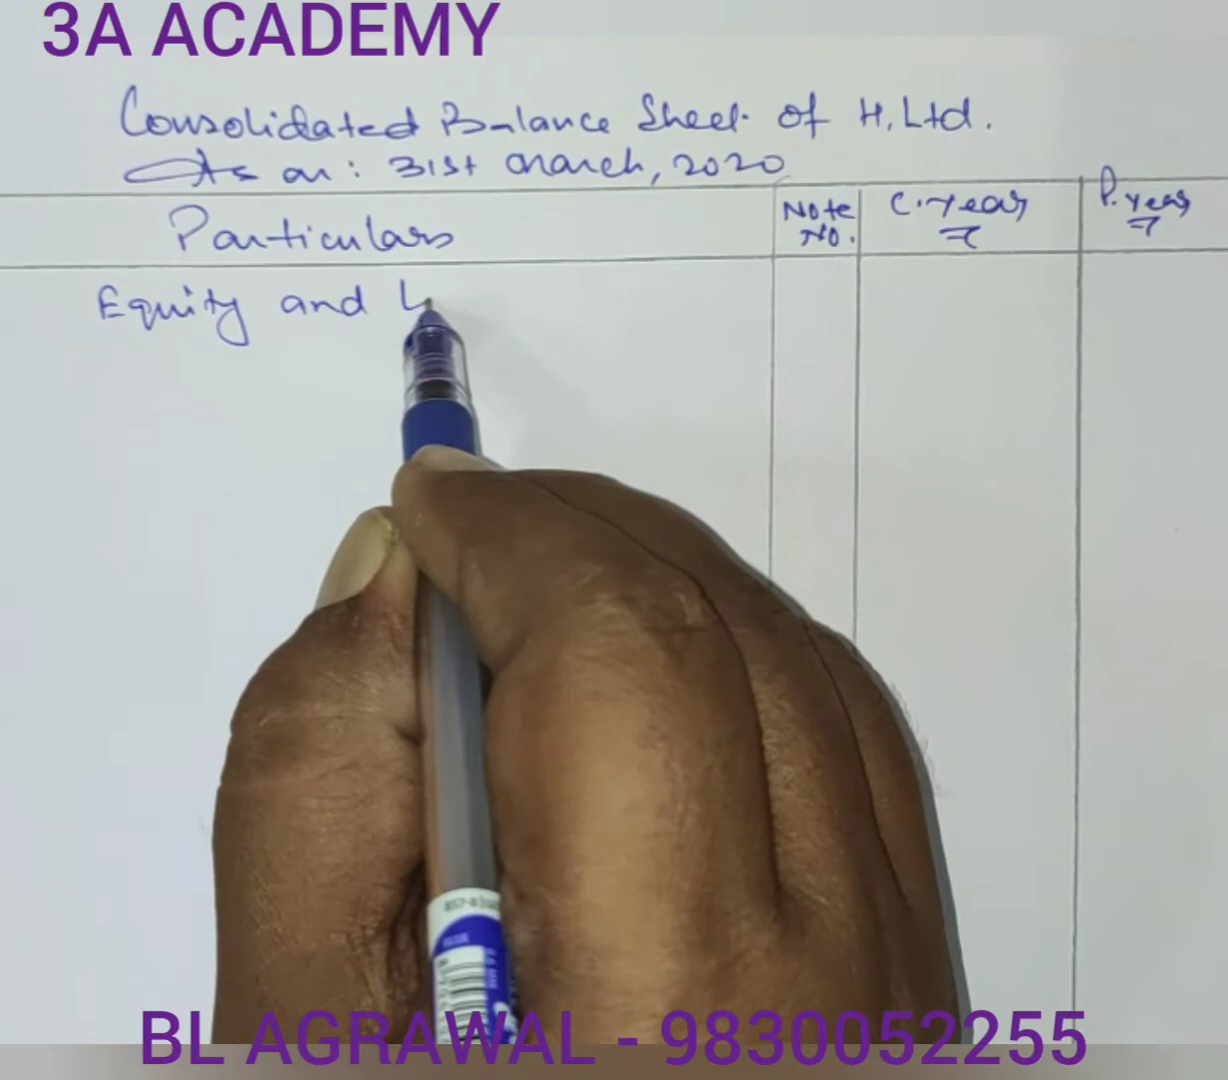 3A ACADEMY
Consolidated Balance Sheet of H. Ltd.
As on: 31st March, 2020
Particulars
Note No.
C. year ₹
P. year ₹
Equity and L
BL AGRAWAL - 9830052255